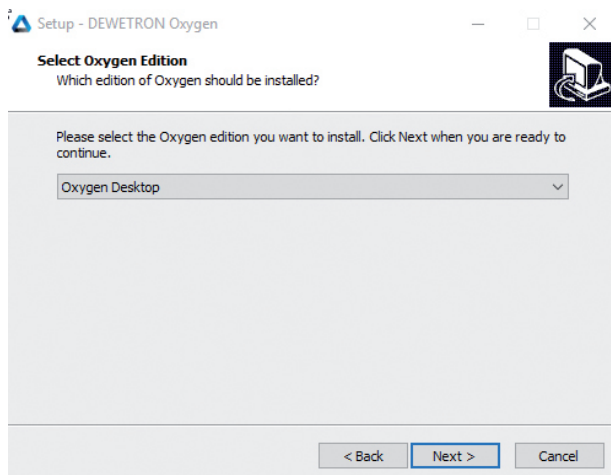 Setup - DEWETRON Oxygen
Select Oxygen Edition
Which edition of Oxygen should be installed?
Please select the Oxygen edition you want to install. Click Next when you are ready to
continue.
Oxygen Desktop
< Back Next > Cancel